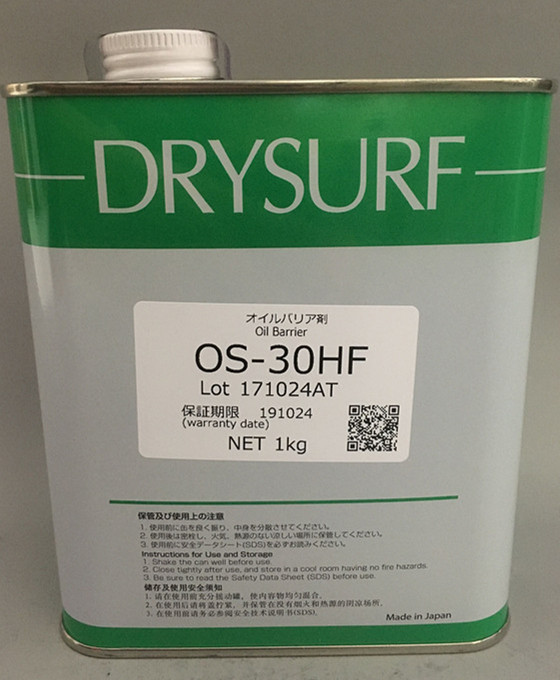 DRYSURF
オイルバリア剤
Oil Barrier
OS-30HF
Lot 171024AT
保証期限 191024
(warranty date)
NET 1kg
保管及び使用上の注意
1. 使用前に缶を良く振り、中身を分散させてください。
2. 使用後は密栓し、火気、熱源のない涼しい場所に保管してください。
3. 使用前に安全データシート(SDS)を必ずお読みください。
Instructions for Use and Storage
1. Shake the can well before use.
2. Close tightly after use, and store in a cool room having no fire hazards.
3. Be sure to read the Safety Data Sheet (SDS) before use.
储存及使用安全须知
1. 请在使用前充分摇动罐，使内容物均匀混合。
2. 在使用后请将盖拧紧，并保管在没有烟火和热源的阴凉场所。
3. 在使用前请务必参阅安全技术说明书(SDS)。
Made in Japan